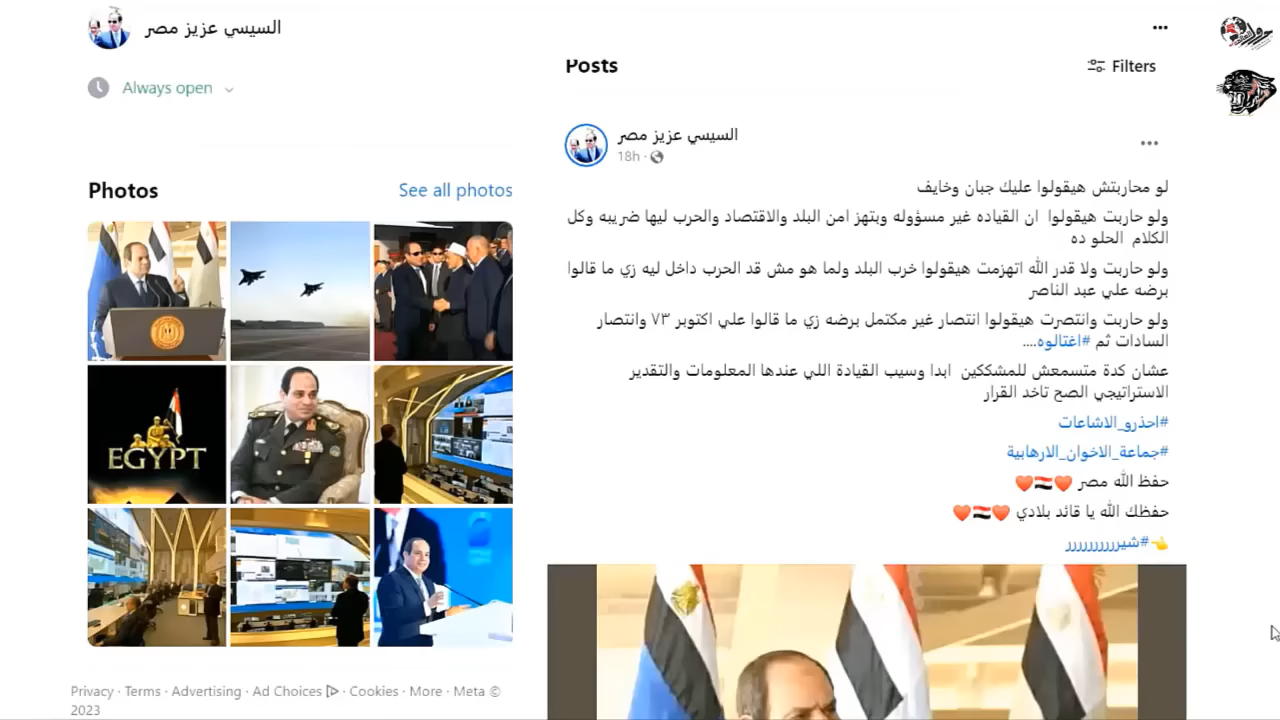 السيسي عزيز مصر
Always open
Photos
See all photos
EGYPT
Privacy · Terms · Advertising · Ad Choices · Cookies · More · Meta ©
2023
Posts
Filters
السيسي عزيز مصر
18h ·
لو محاربتش هيقولوا عليك جبان وخايف
ولو حاربت هيقولوا ان القياده غير مسؤوله وبتهز امن البلد والاقتصاد والحرب ليها ضريبه وكل
الكلام الحلو ده
ولو حاربت ولا قدر الله اتهزمت هيقولوا خرب البلد ولما هو مش قد الحرب داخل ليه زي ما قالوا
برضه علي عبد الناصر
ولو حاربت وانتصرت هيقولوا انتصار غير مكتمل برضه زي ما قالوا علي اكتوبر ٧٣ وانتصار
السادات ثم #اغتالوه....
عشان كدة متسمعش للمشككين ابدا وسيب القيادة اللي عندها المعلومات والتقدير
الاستراتيجي الصح تاخد القرار
#احذرو_الاشاعات
#جماعة_الاخوان_الارهابية
حفظ الله مصر ♥️🇪🇬♥️
حفظك الله يا قائد بلادي ♥️🇪🇬♥️
👈#شيررررررررررر